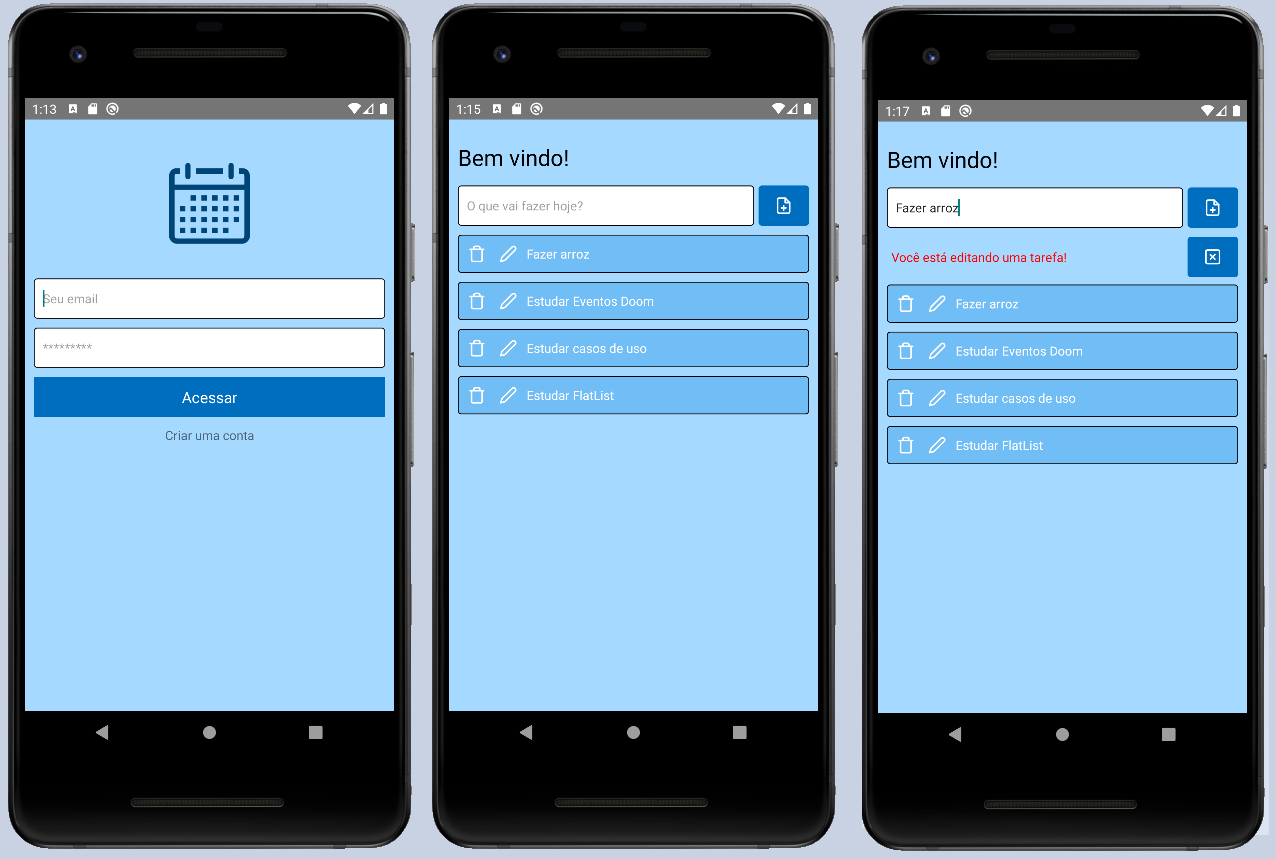 1:13
Seu email
*********
Acessar
Criar uma conta
1:15
Bem vindo!
O que vai fazer hoje?
Fazer arroz
Estudar Eventos Doom
Estudar casos de uso
Estudar FlatList
1:17
Bem vindo!
Fazer arroz
Você está editando uma tarefa!
Fazer arroz
Estudar Eventos Doom
Estudar casos de uso
Estudar FlatList